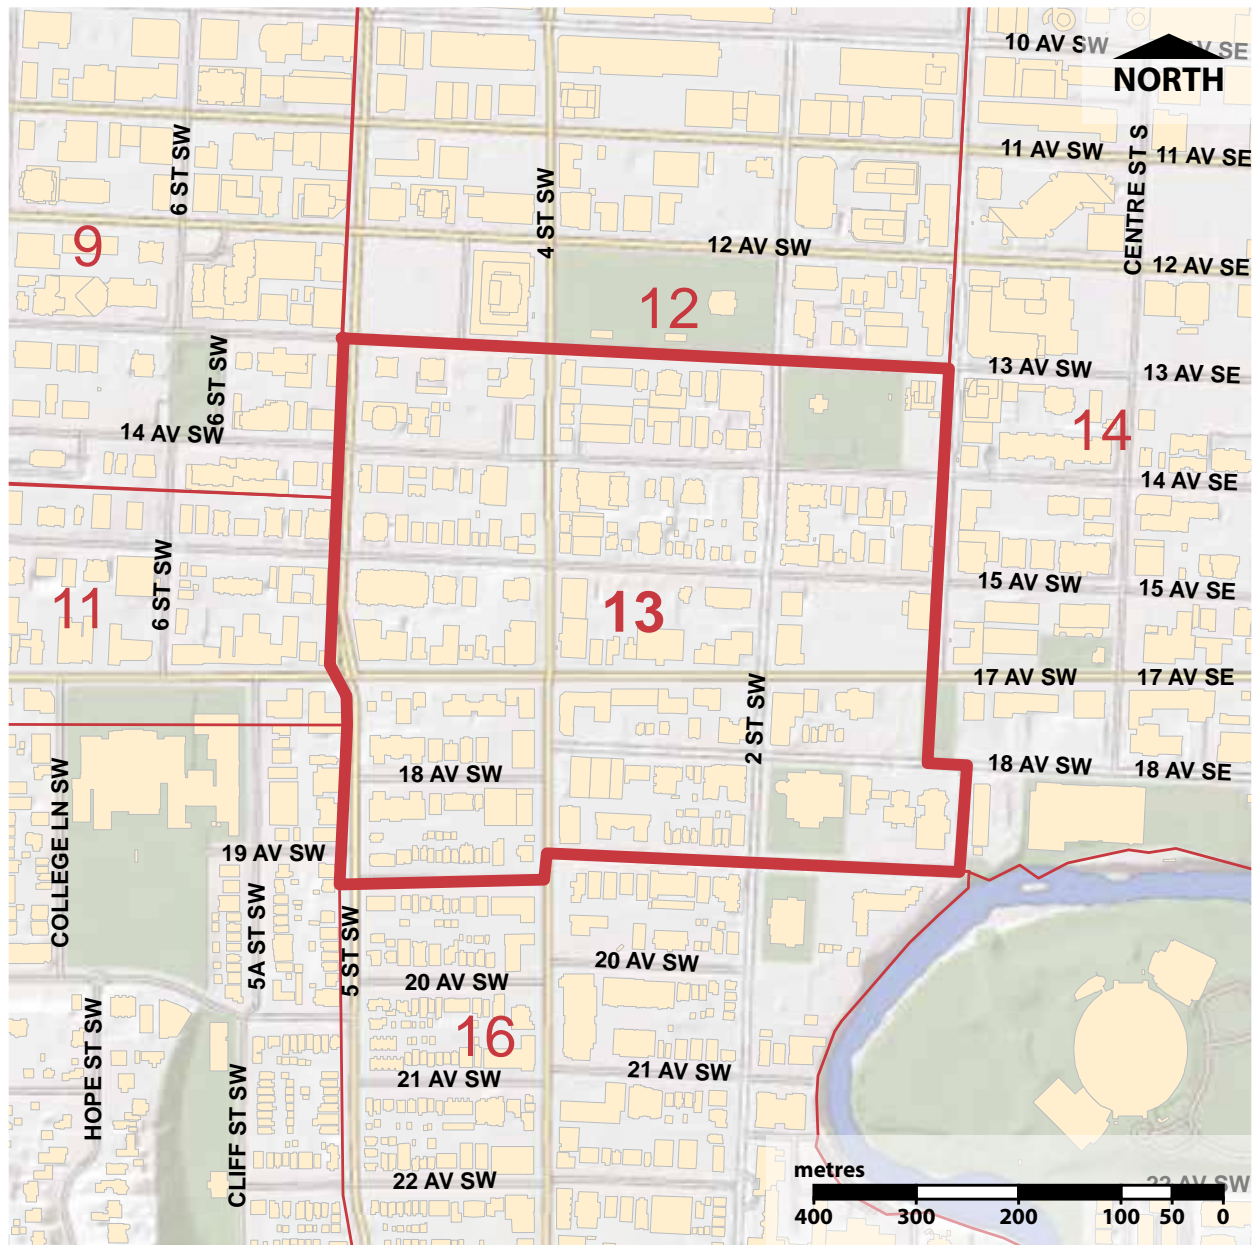 10 AV SW
AV SE
NORTH
11 AV SW
11 AV SE
6 ST SW
4 ST SW
CENTRE ST S
9
12 AV SW
12 AV SE
12
6 ST SW
13 AV SW
13 AV SE
14 AV SW
14
14 AV SE
6 ST SW
15 AV SW
15 AV SE
11
13
17 AV SW
17 AV SE
2 ST SW
18 AV SW
18 AV SW
18 AV SE
COLLEGE LN SW
19 AV SW
5A ST SW
5 ST SW
20 AV SW
20 AV SW
HOPE ST SW
16
21 AV SW
21 AV SW
CLIFF ST SW
22 AV SW
metres
22 AV SW
400 300 200 100 50 0